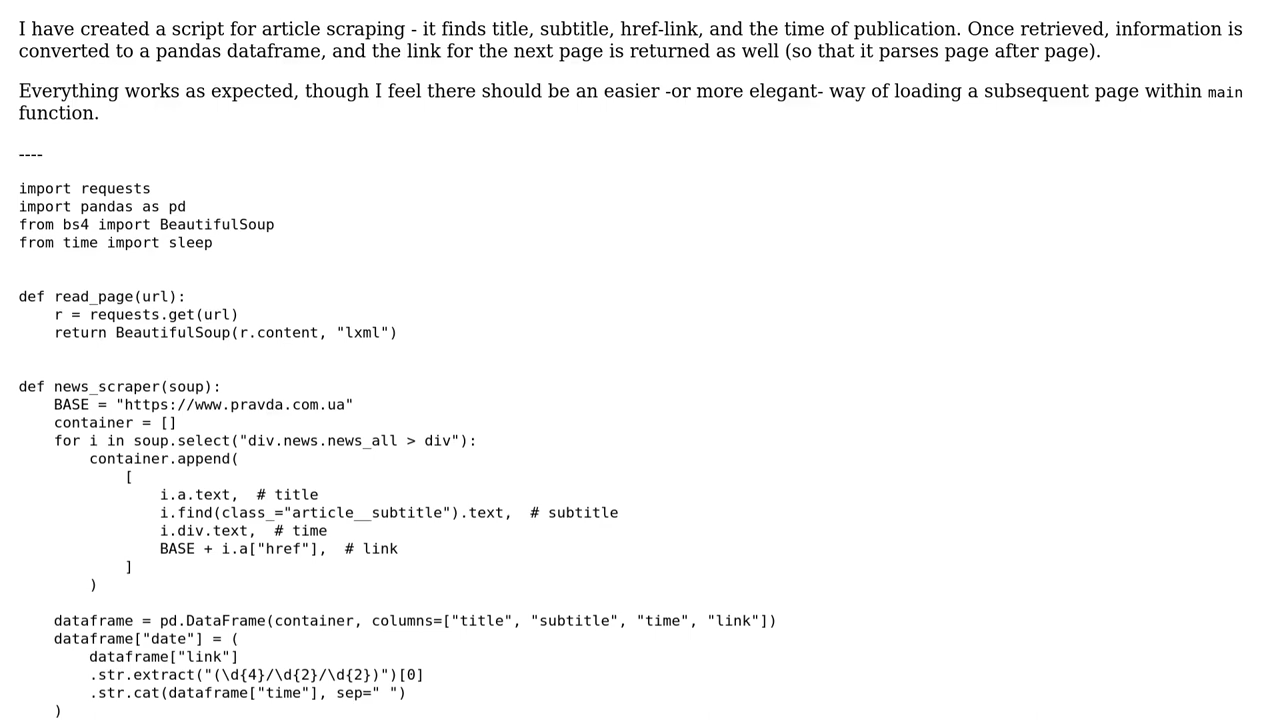 I have created a script for article scraping - it finds title, subtitle, href-link, and the time of publication. Once retrieved, information is
converted to a pandas dataframe, and the link for the next page is returned as well (so that it parses page after page).
Everything works as expected, though I feel there should be an easier -or more elegant- way of loading a subsequent page within main
function.
----
import requests
import pandas as pd
from bs4 import BeautifulSoup
from time import sleep
def read_page(url):
    r = requests.get(url)
    return BeautifulSoup(r.content, "lxml")
def news_scraper(soup):
    BASE = "https://www.pravda.com.ua"
    container = []
    for i in soup.select("div.news.news_all > div"):
        container.append(
            [
                i.a.text,  # title
                i.find(class_="article__subtitle").text,  # subtitle
                i.div.text,  # time
                BASE + i.a["href"],  # link
            ]
        )
    dataframe = pd.DataFrame(container, columns=["title", "subtitle", "time", "link"])
    dataframe["date"] = (
        dataframe["link"]
        .str.extract("(\d{4}/\d{2}/\d{2})")[0]
        .str.cat(dataframe["time"], sep=" ")
    )